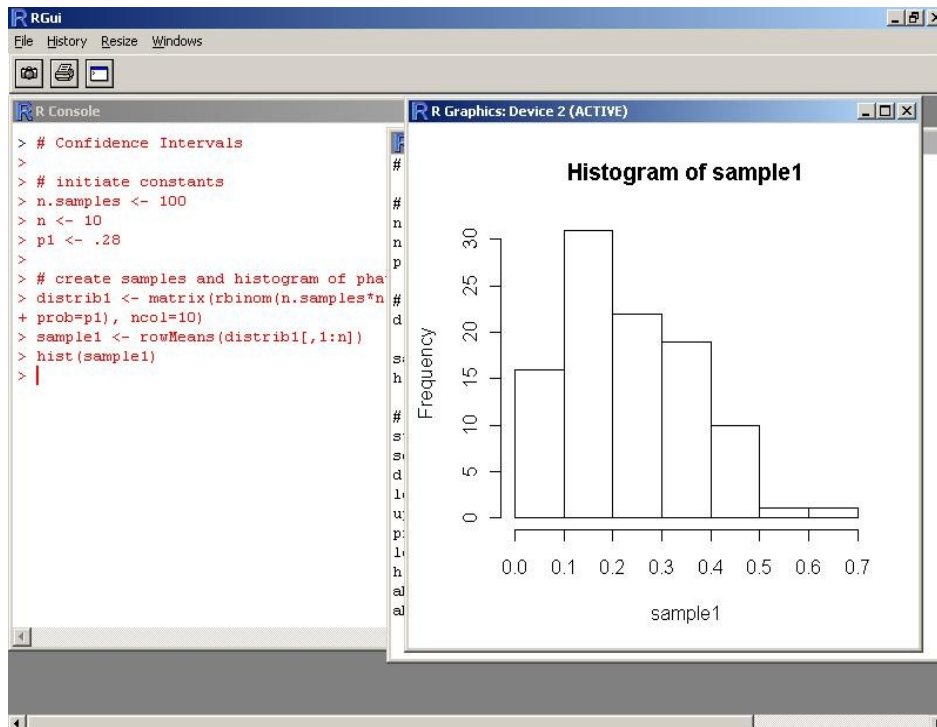 RGui
File History Resize Windows
R Console
> # Confidence Intervals
>
> # initiate constants
> n.samples <- 100
> n <- 10
> p1 <- .28
>
> # create samples and histogram of pha
> distrib1 <- matrix(rbinom(n.samples*n
+ prob=p1), ncol=10)
> sample1 <- rowMeans(distrib1[,1:n])
> hist(sample1)
>
#
#
n
n
p
#
d
h
#
d
R Graphics: Device 2 (ACTIVE)
Histogram of sample1
Frequency
30
25
20
15
10
5
0
0.0 0.1 0.2 0.3 0.4 0.5 0.6 0.7
sample1